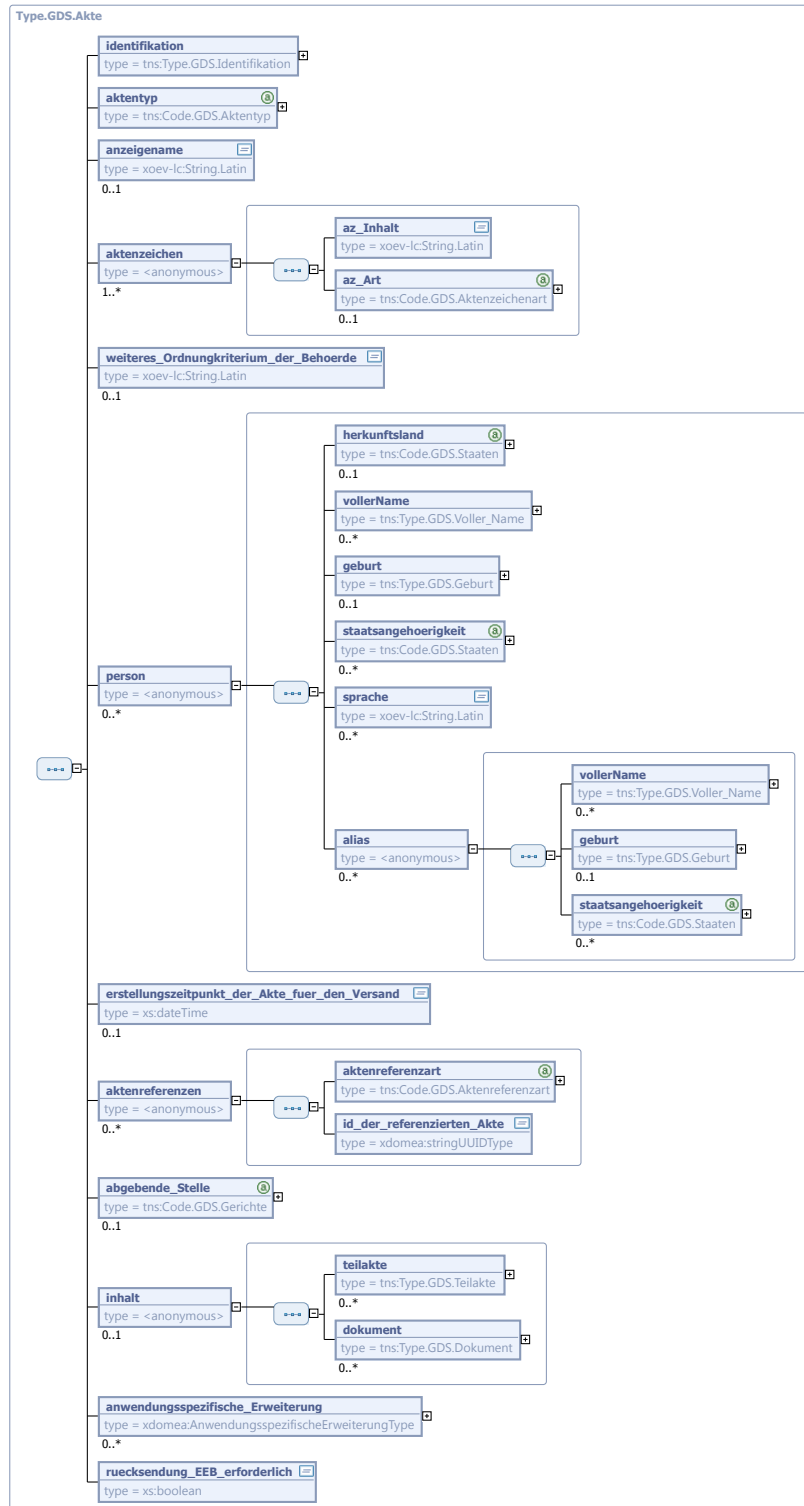 Type.GDS.Akte
identifikation
type = tns:Type.GDS.Identifikation
aktentyp
type = tns:Code.GDS.Aktentyp
anzeigename
type = xoev-lc:String.Latin
0..1
aktenzeichen
type = <anonymous>
1..*
az_Inhalt
type = xoev-lc:String.Latin
az_Art
type = tns:Code.GDS.Aktenzeichenart
0..1
weiteres_Ordnungkriterium_der_Behoerde
type = xoev-lc:String.Latin
0..1
person
type = <anonymous>
0..*
herkunftsland
type = tns:Code.GDS.Staaten
0..1
vollerName
type = tns:Type.GDS.Voller_Name
0..*
geburt
type = tns:Type.GDS.Geburt
0..1
staatsangehoerigkeit
type = tns:Code.GDS.Staaten
0..*
sprache
type = xoev-lc:String.Latin
0..*
alias
type = <anonymous>
0..*
vollerName
type = tns:Type.GDS.Voller_Name
0..*
geburt
type = tns:Type.GDS.Geburt
0..1
staatsangehoerigkeit
type = tns:Code.GDS.Staaten
0..*
erstellungszeitpunkt_der_Akte_fuer_den_Versand
type = xs:dateTime
0..1
aktenreferenzen
type = <anonymous>
0..*
aktenreferenzart
type = tns:Code.GDS.Aktenreferenzart
id_der_referenzierten_Akte
type = xdomea:stringUUIDType
abgebende_Stelle
type = tns:Code.GDS.Gerichte
0..1
inhalt
type = <anonymous>
0..1
teilakte
type = tns:Type.GDS.Teilakte
0..*
dokument
type = tns:Type.GDS.Dokument
0..*
anwendungsspezifische_Erweiterung
type = xdomea:AnwendungsspezifischeErweiterungType
0..*
ruecksendung_EEB_erforderlich
type = xs:boolean